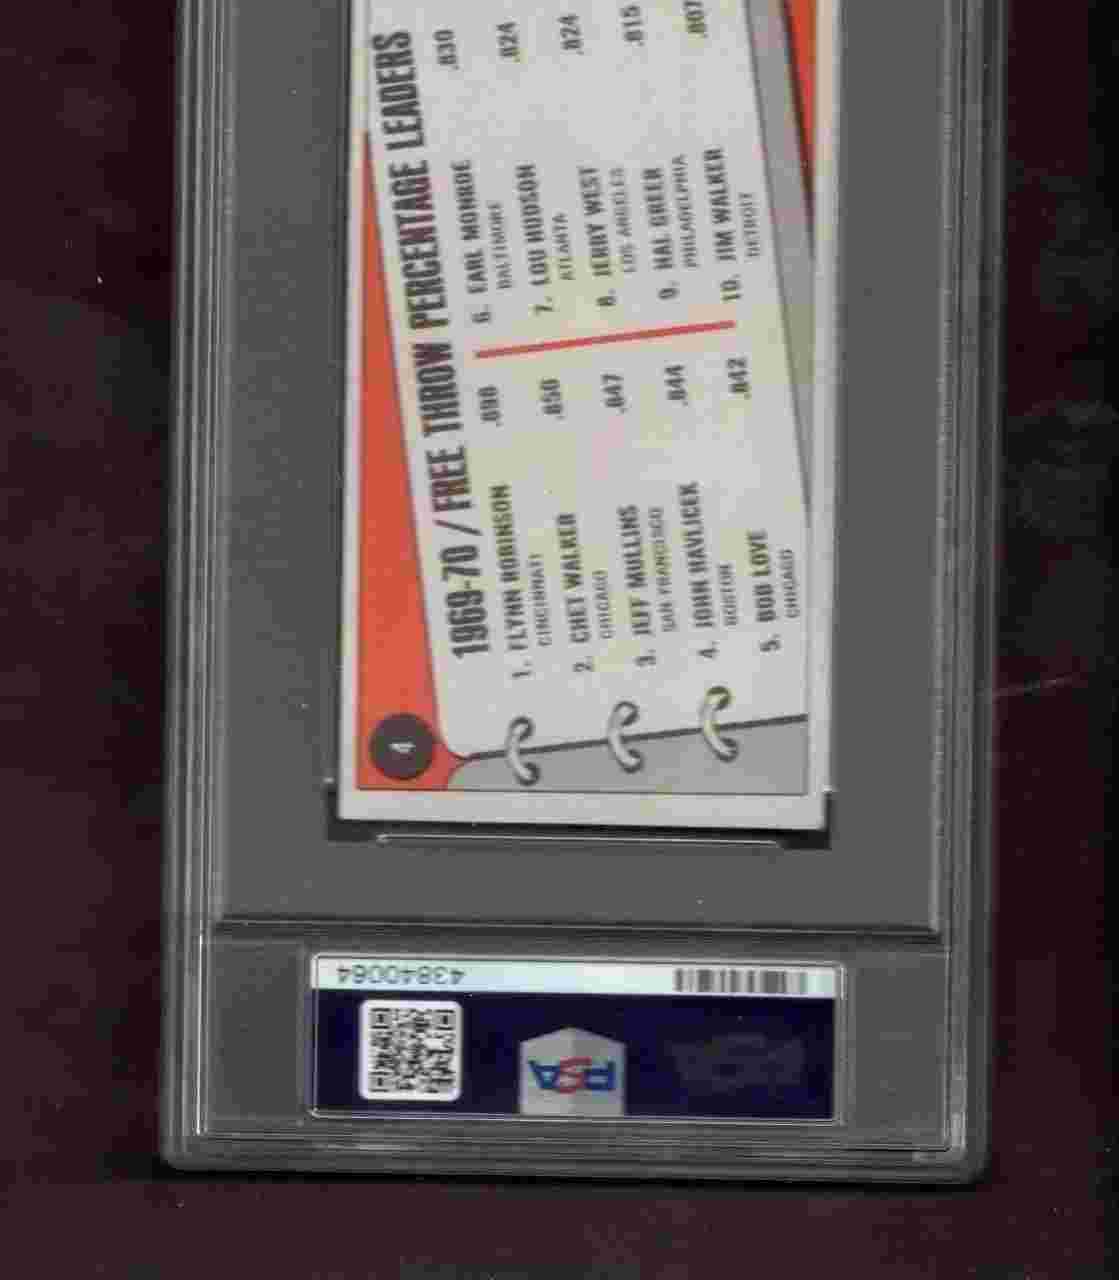 4
1969-70 / FREE THROW PERCENTAGE LEADERS
1. FLYNN ROBINSON .898
CINCINNATI
2. CHET WALKER .850
CHICAGO
3. JEFF MULLINS .847
SAN FRANCISCO
4. JOHN HAVLICEK .844
BOSTON
5. BOB LOVE .842
CHICAGO
6. EARL MONROE .830
BALTIMORE
7. LOU HUDSON .824
ATLANTA
8. JERRY WEST .824
LOS ANGELES
9. HAL GREER .815
PHILADELPHIA
10. JIM WALKER .807
DETROIT
43840064
PSA